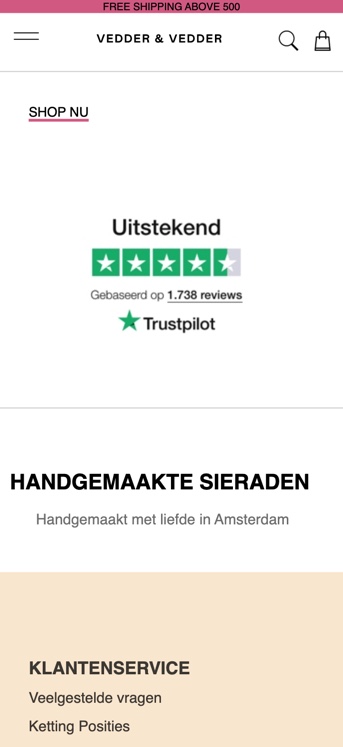 FREE SHIPPING ABOVE 500
VEDDER & VEDDER
SHOP NU
Uitstekend
Gebaseerd op 1.738 reviews
Trustpilot
HANDGEMAAKTE SIERADEN
Handgemaakt met liefde in Amsterdam
KLANTENSERVICE
Veelgestelde vragen
Ketting Posities